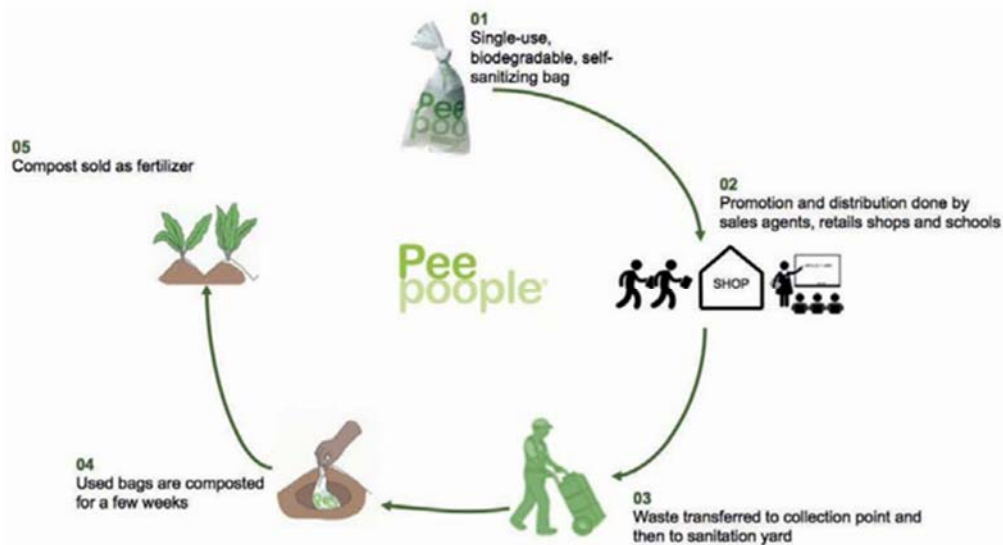 01
Single-use,
biodegradable, self-
sanitizing bag
Pee
poo
05
Compost sold as fertilizer
02
Promotion and distribution done by
sales agents, retails shops and schools
Pee
poople®
SHOP
04
Used bags are composted
for a few weeks
03
Waste transferred to collection point and
then to sanitation yard